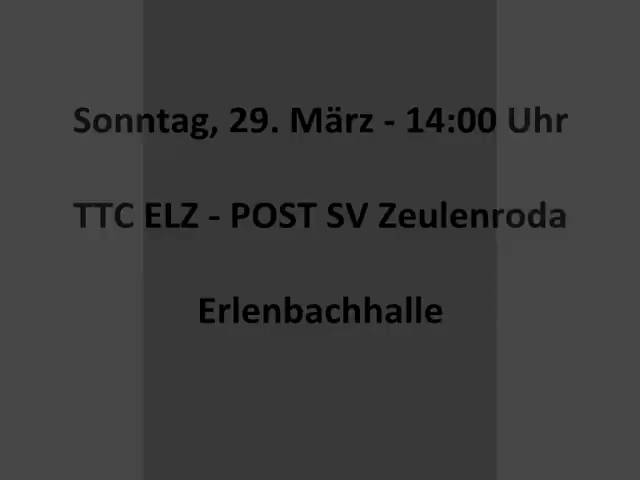 Sonntag, 29. März - 14:00 Uhr
TTC ELZ - POST SV Zeulenroda
Erlenbachhalle